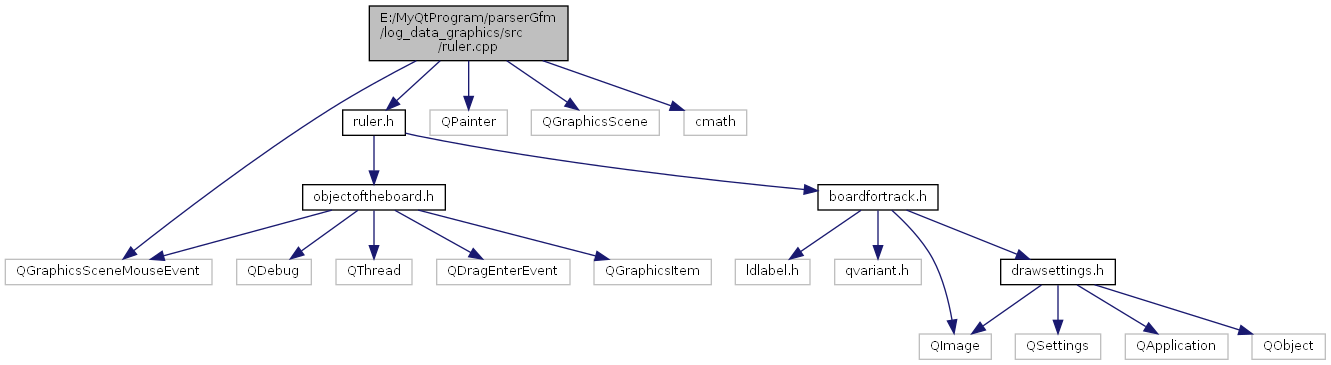 E:/MyQtProgram/parserGfm
/log_data_graphics/src
/ruler.cpp
ruler.h
QPainter
QGraphicsScene
cmath
objectoftheboard.h
boardfortrack.h
QGraphicsSceneMouseEvent
QDebug
QThread
QDragEnterEvent
QGraphicsItem
ldlabel.h
qvariant.h
drawsettings.h
QImage
QSettings
QApplication
QObject